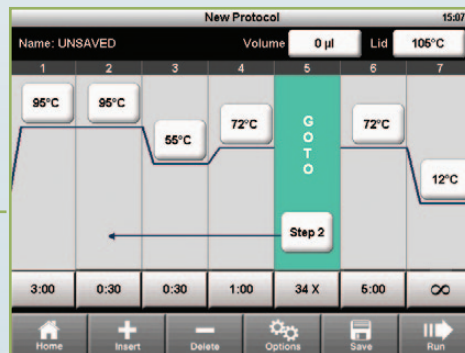 New Protocol 15:07
Name: UNSAVED Volume 0 µl Lid 105°C
1 2 3 4 5 6 7
95°C 95°C 55°C 72°C GOTO 72°C 12°C
Step 2
3:00 0:30 0:30 1:00 34 X 5:00 ∞
Home Insert Delete Options Save Run